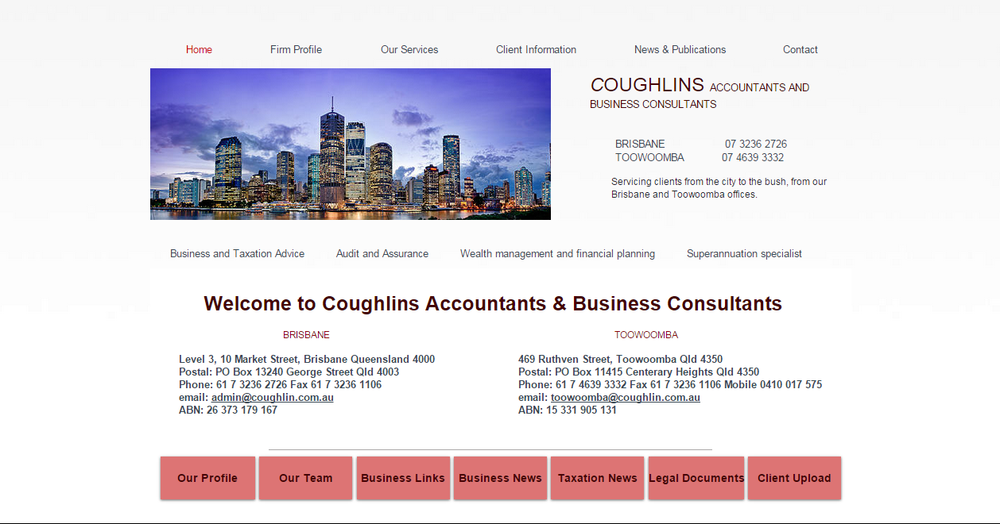 Home Firm Profile Our Services Client Information News & Publications Contact
COUGHLINS ACCOUNTANTS AND
BUSINESS CONSULTANTS
BRISBANE 07 3236 2726
TOOWOOMBA 07 4639 3332
Servicing clients from the city to the bush, from our
Brisbane and Toowoomba offices.
Business and Taxation Advice Audit and Assurance Wealth management and financial planning Superannuation specialist
Welcome to Coughlins Accountants & Business Consultants
BRISBANE
Level 3, 10 Market Street, Brisbane Queensland 4000
Postal: PO Box 13240 George Street Qld 4003
Phone: 61 7 3236 2726 Fax 61 7 3236 1106
email: admin@coughlin.com.au
ABN: 26 373 179 167
TOOWOOMBA
469 Ruthven Street, Toowoomba Qld 4350
Postal: PO Box 11415 Centerary Heights Qld 4350
Phone: 61 7 4639 3332 Fax 61 7 3236 1106 Mobile 0410 017 575
email: toowoomba@coughlin.com.au
ABN: 15 331 905 131
Our Profile Our Team Business Links Business News Taxation News Legal Documents Client Upload